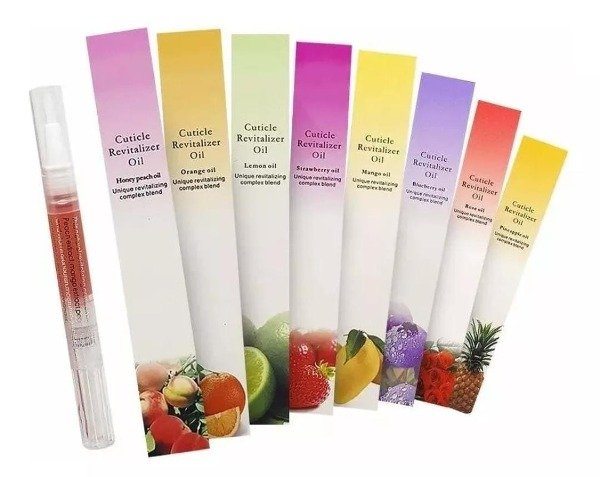 Cuticle
Revitalizer
Oil
Honey peach oil
Unique revitalizing
complex blend
Cuticle
Revitalizer
Oil
Orange oil
Unique revitalizing
complex blend
Cuticle
Revitalizer
Oil
Lemon oil
Unique revitalizing
complex blend
Cuticle
Revitalizer
Oil
Strawberry oil
Unique revitalizing
complex blend
Cuticle
Revitalizer
Oil
Mango oil
Unique revitalizing
complex blend
Cuticle
Revitalizer
Oil
Blueberry oil
Unique revitalizing
complex blend
Cuticle
Revitalizer
Oil
Rose oil
Unique revitalizing
complex blend
Cuticle
Revitalizer
Oil
Pineapple oil
Unique revitalizing
complex blend